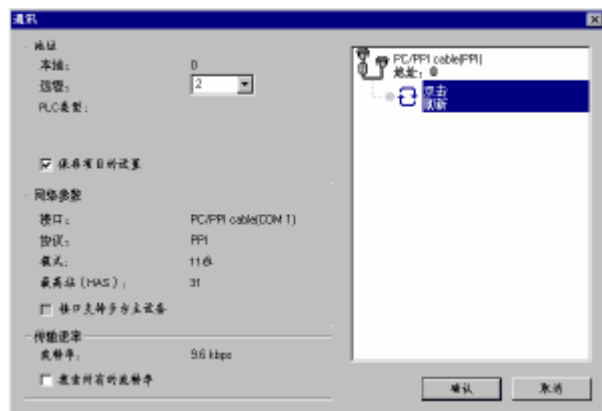 通讯
地址
本地： 0
远程： 2
PLC类型：
保存项目的设置
网络参数
接口： PC/PPI cable(COM 1)
协议： PPI
模式： 11位
最高站（HAS）： 31
接口支持多方主设备
传输速率
波特率： 9.6 kbps
搜索所有的波特率
PC/PPI cable(PPI)
地址：0
双击
刷新
确认 取消